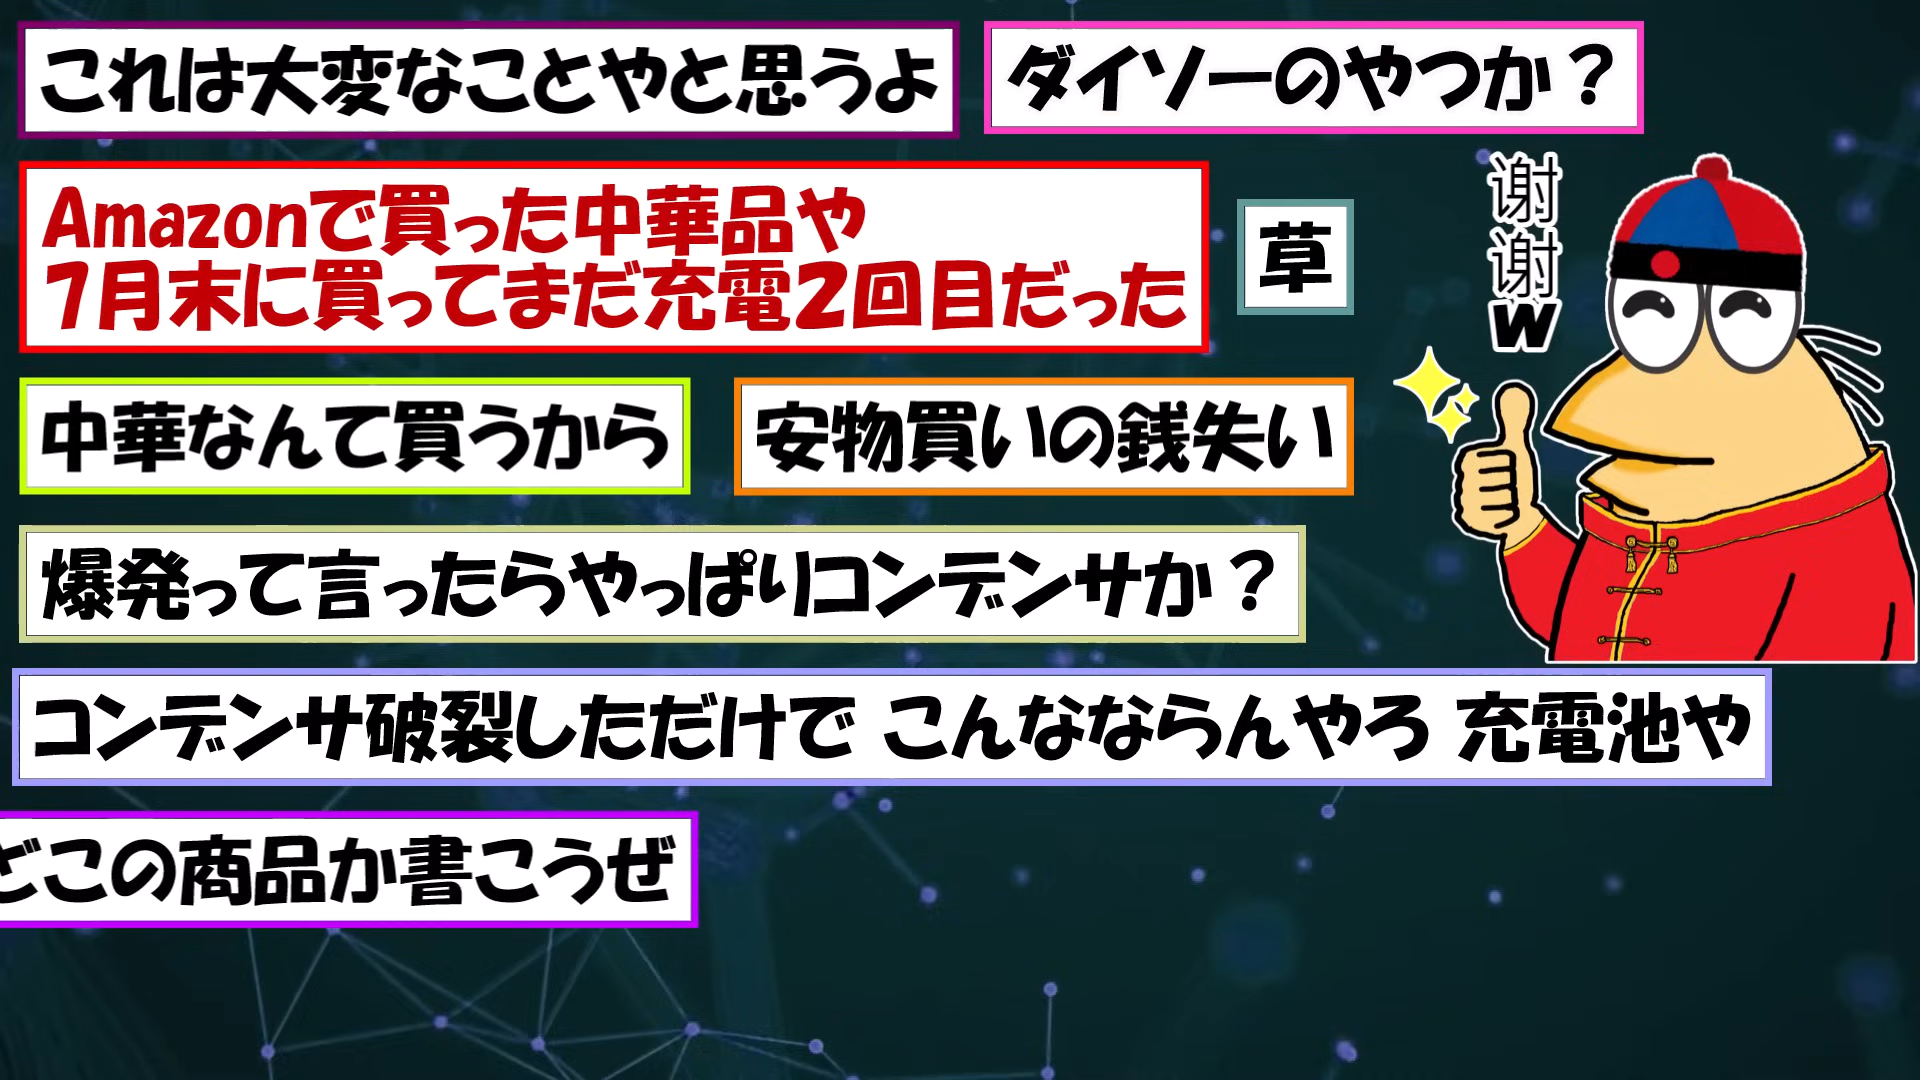 これは大変なことやと思うよ
ダイソーのやつか？
Amazonで買った中華品や
7月末に買ってまだ充電2回目だった
草
谢谢w
中華なんて買うから
安物買いの銭失い
爆発って言ったらやっぱりコンデンサか？
コンデンサ破裂しただけで こんなならんやろ 充電池や
どこの商品か書こうぜ